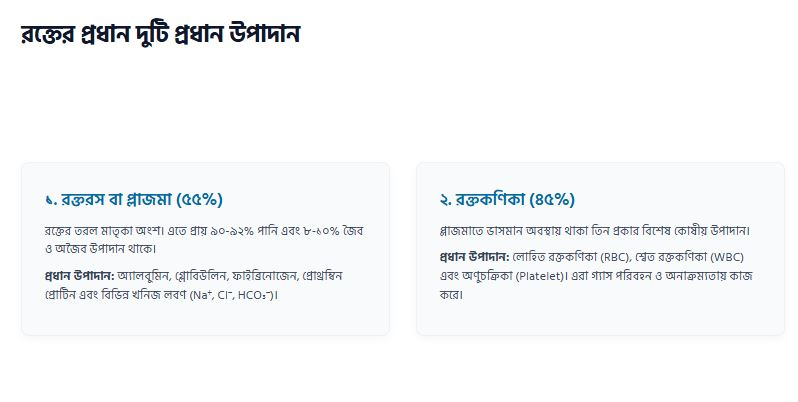 রক্তের প্রধান দুটি প্রধান উপাদান
১. রক্তরস বা প্লাজমা (৫৫%)
রক্তের তরল মাতৃকা অংশ। এতে প্রায় ৯০-৯২% পানি এবং ৮-১০% জৈব
ও অজৈব উপাদান থাকে।
প্রধান উপাদান: অ্যালবুমিন, গ্লোবিউলিন, ফাইব্রিনোজেন, প্রোথ্রম্বিন
প্রোটিন এবং বিভিন্ন খনিজ লবণ (Na⁺, Cl⁻, HCO₃⁻)।
২. রক্তকণিকা (৪৫%)
প্লাজমাতে ভাসমান অবস্থায় থাকা তিন প্রকার বিশেষ কোষীয় উপাদান।
প্রধান উপাদান: লোহিত রক্তকণিকা (RBC), শ্বেত রক্তকণিকা (WBC)
এবং অণুচক্রিকা (Platelet)। এরা গ্যাস পরিবহন ও অনাক্রম্যতায় কাজ
করে।